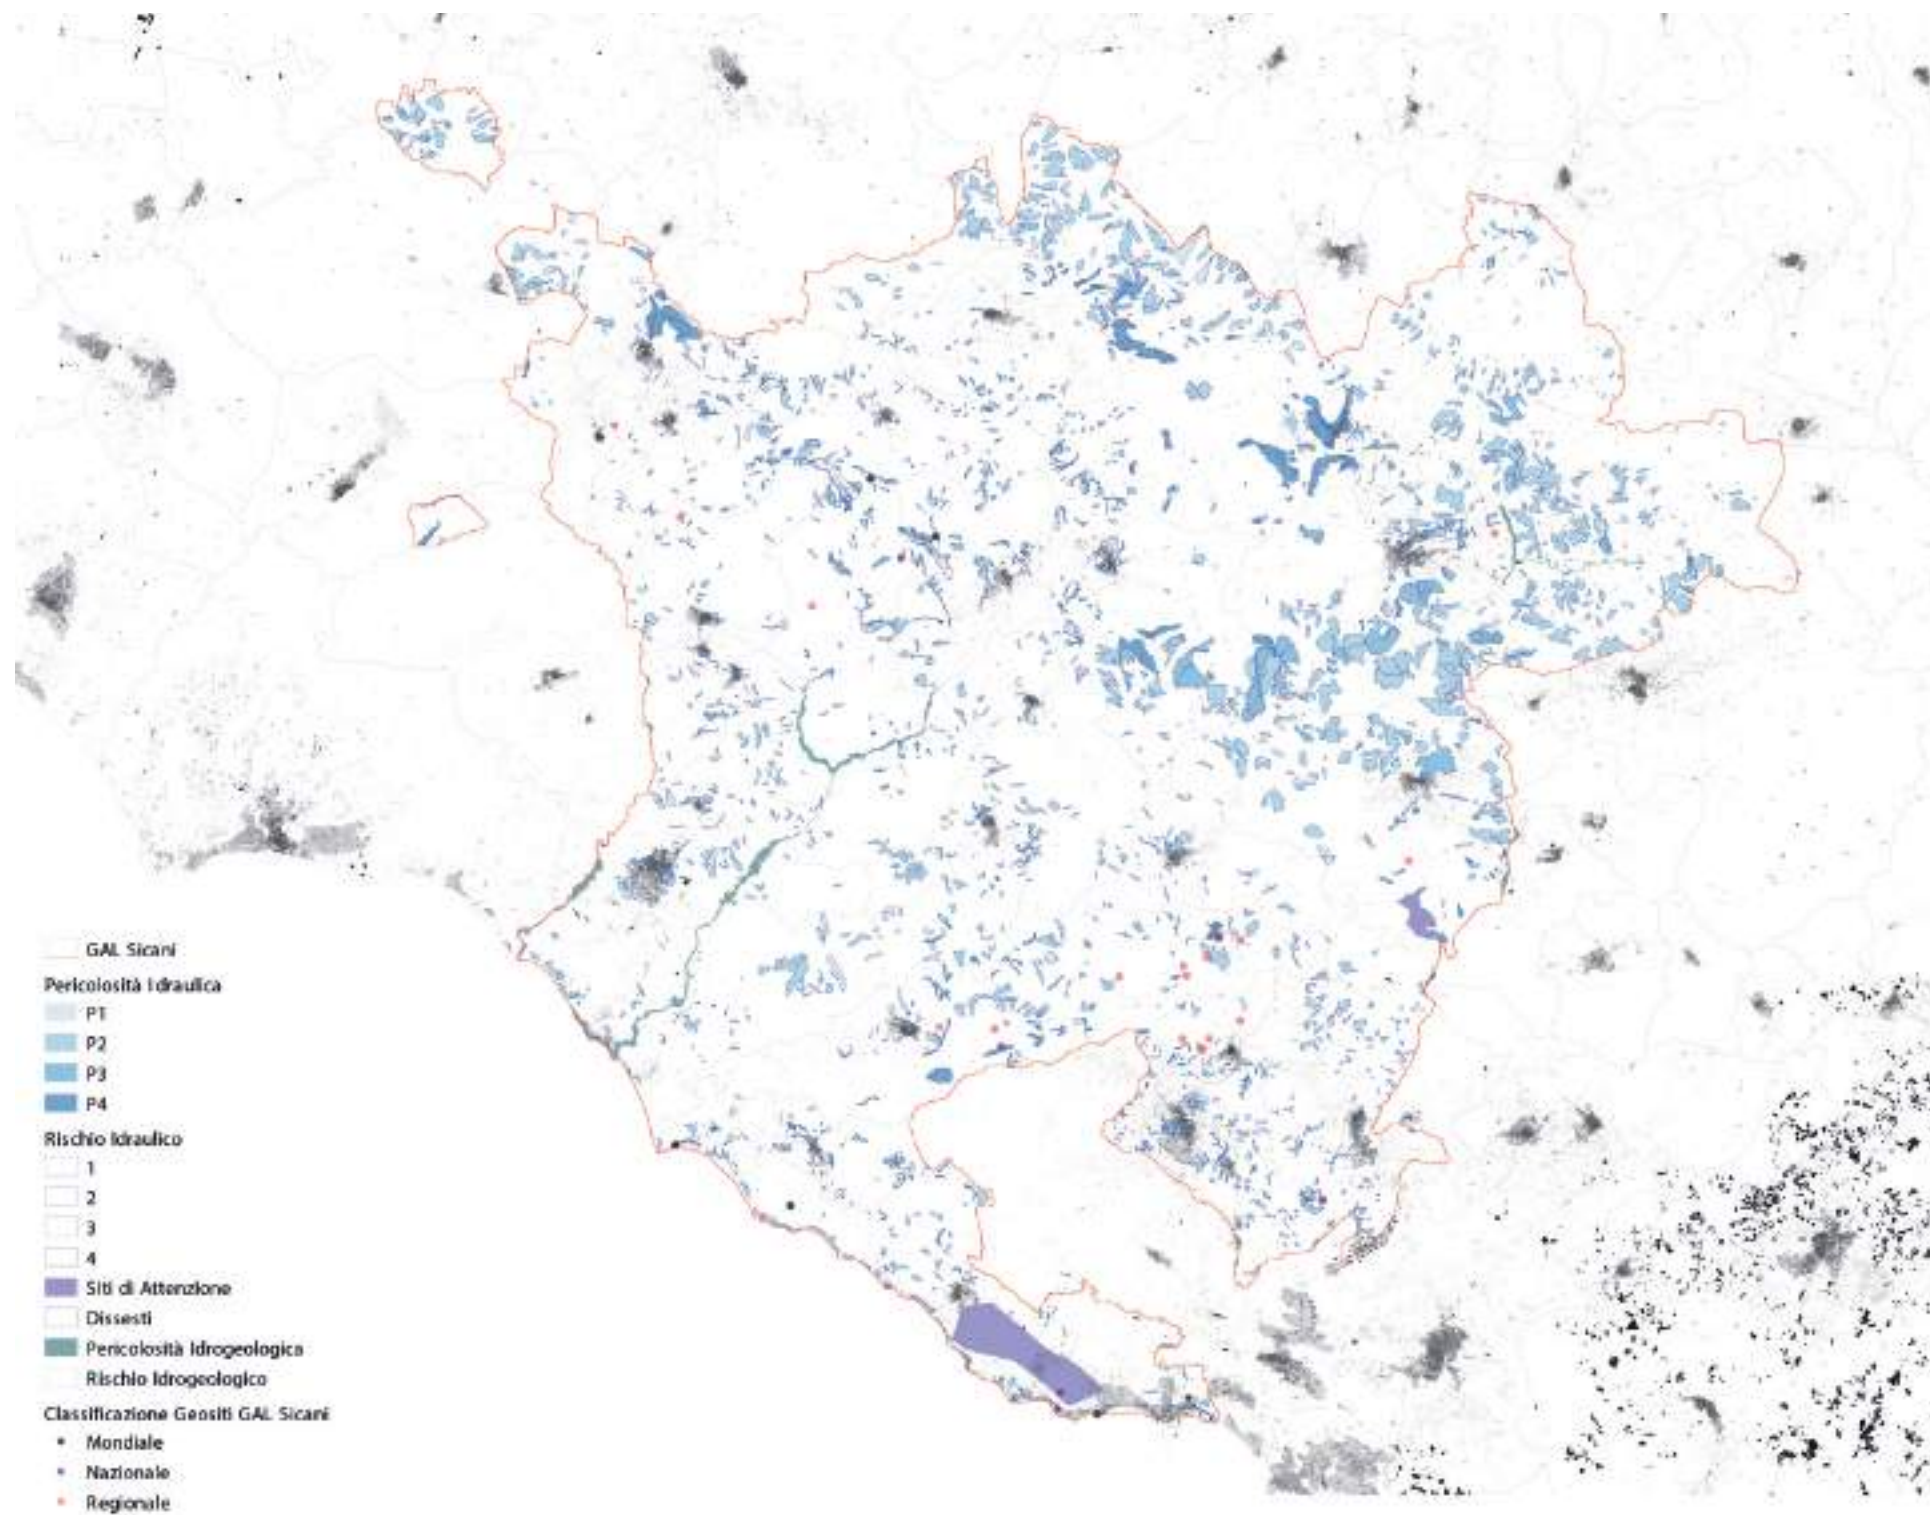 GAL Sicani
Pericolosità Idraulica
P1
P2
P3
P4
Rischio Idraulico
1
2
3
4
Siti di Attenzione
Dissesti
Pericolosità Idrogeologica
Rischio Idrogeologico
Classificazione Geositi GAL Sicani
Mondiale
Nazionale
Regionale